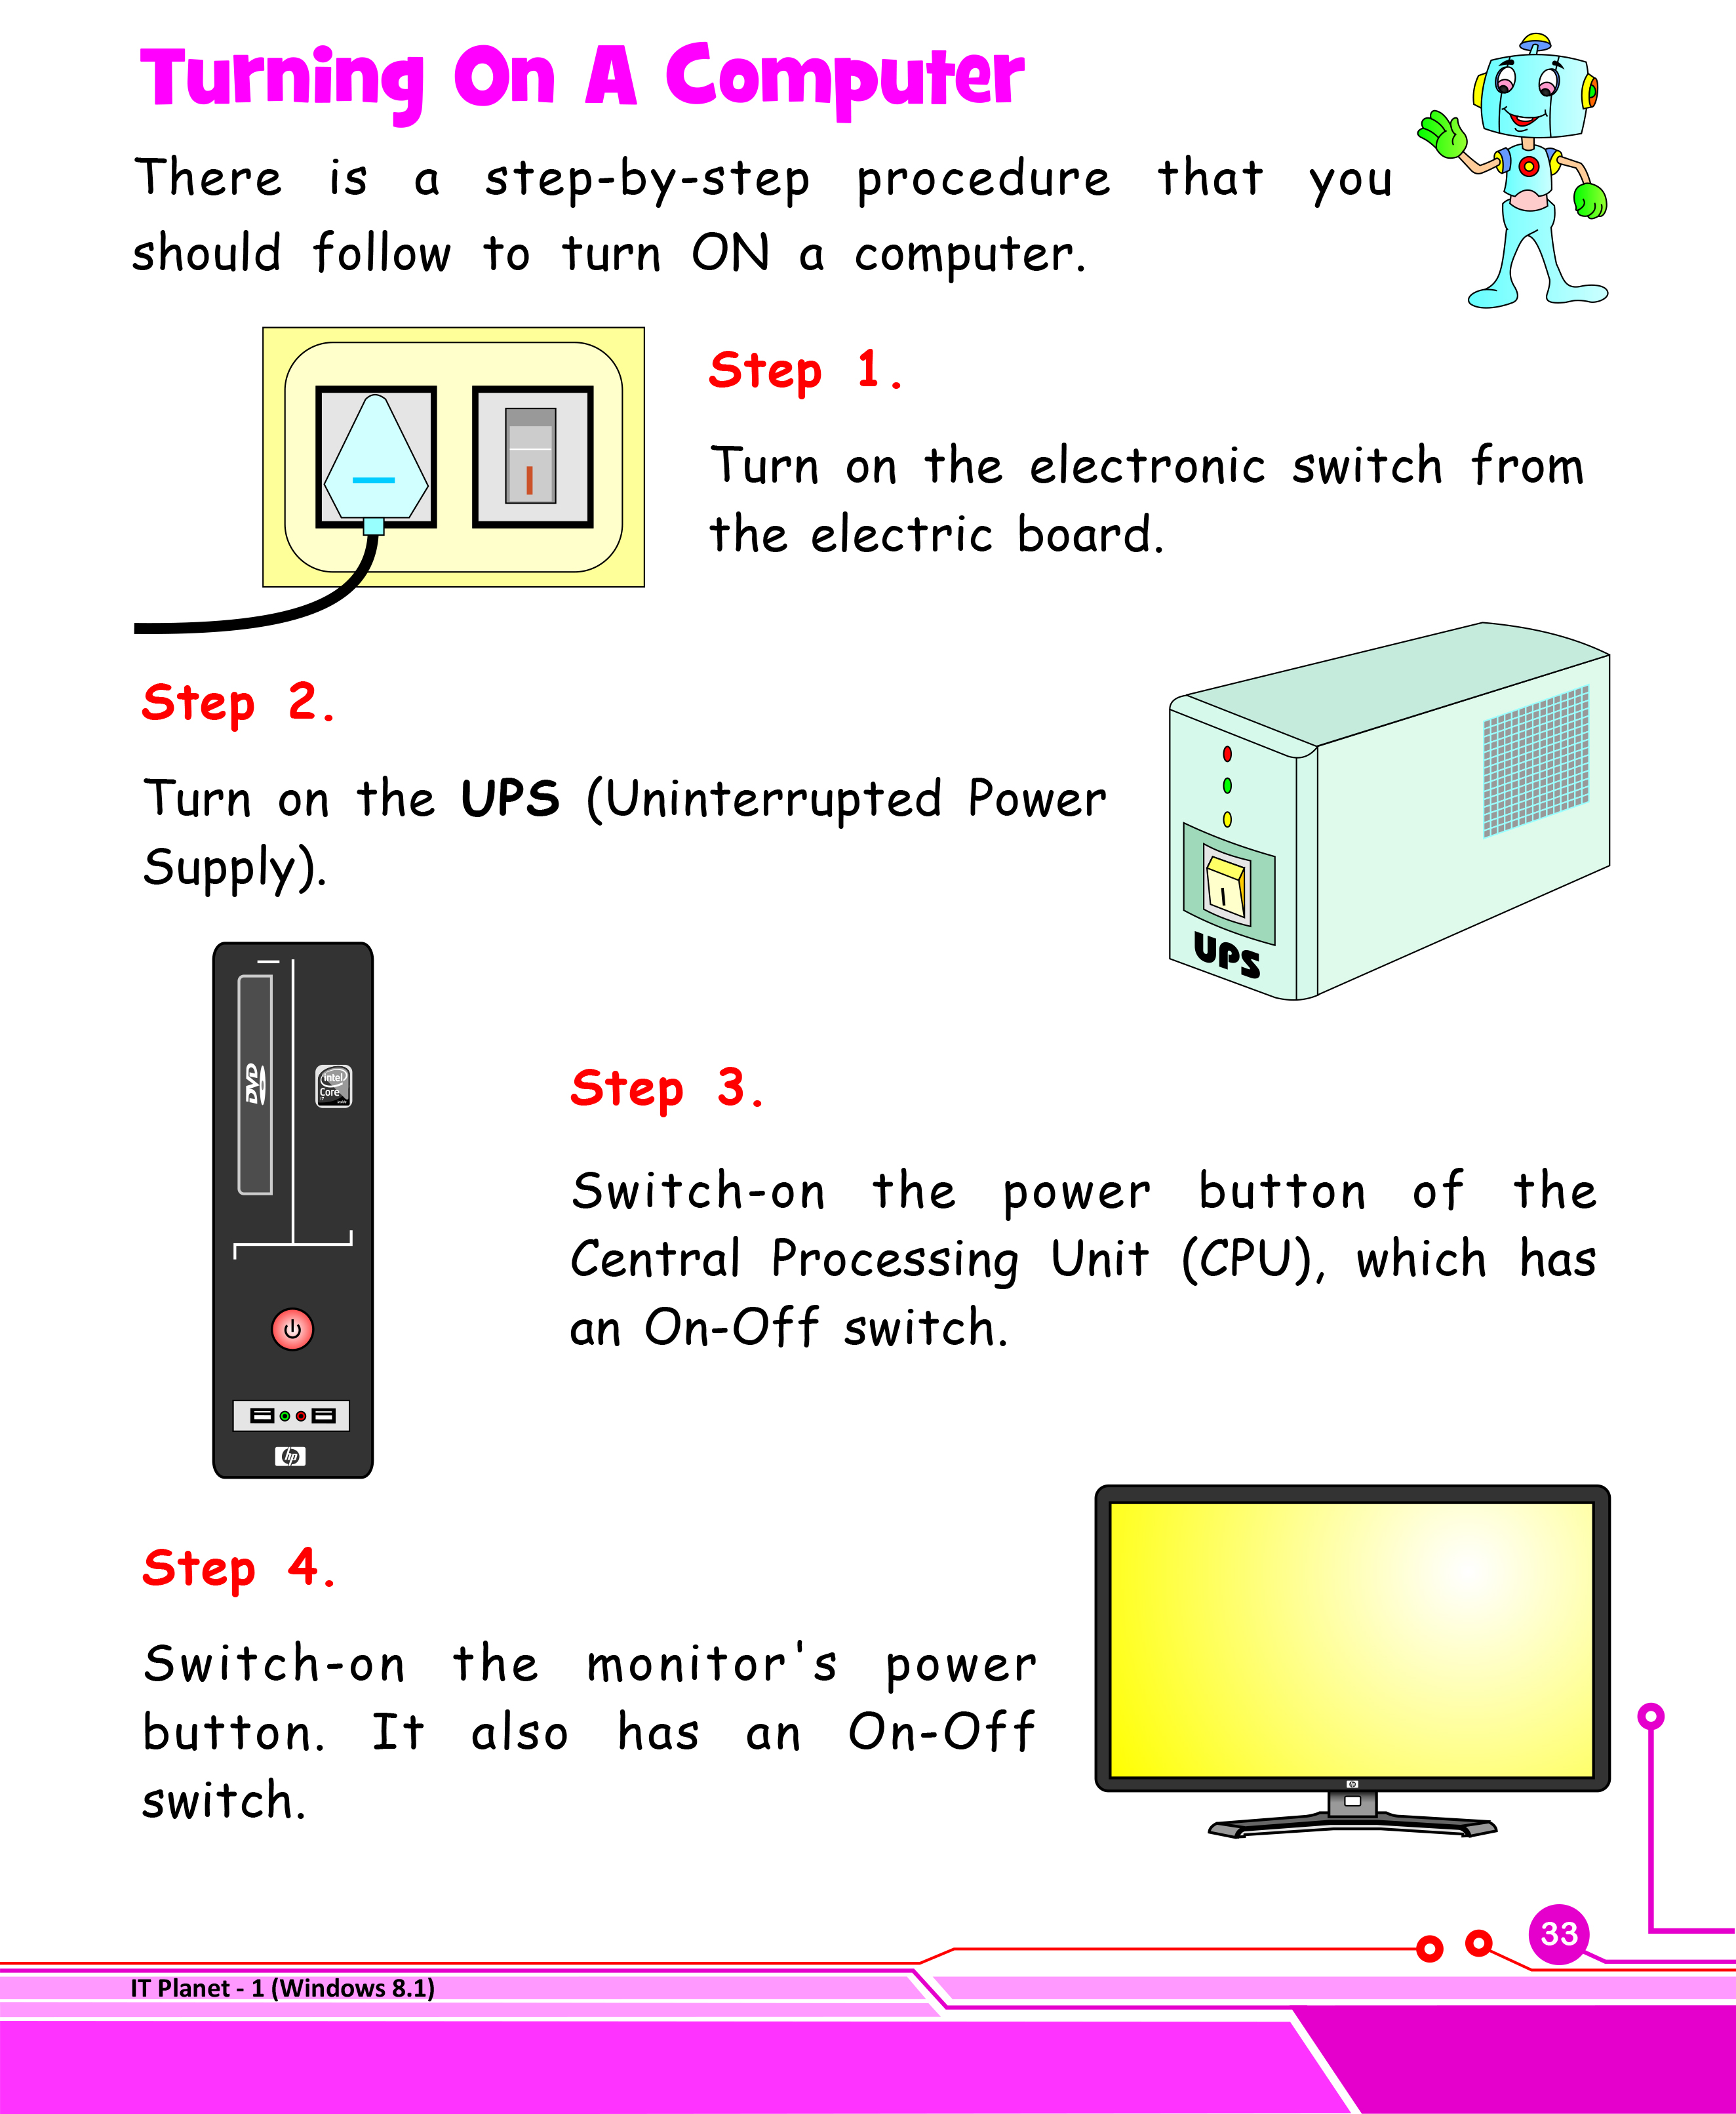 Turning On A Computer
There is a step-by-step procedure that you
should follow to turn ON a computer.
Step 1.
Turn on the electronic switch from
the electric board.
Step 2.
Turn on the UPS (Uninterrupted Power
Supply).
UPS
DVD
intel
Core
i7
inside
Step 3.
Switch-on the power button of the
Central Processing Unit (CPU), which has
an On-Off switch.
hp
Step 4.
Switch-on the monitor's power
button. It also has an On-Off
switch.
hp
33
IT Planet - 1 (Windows 8.1)